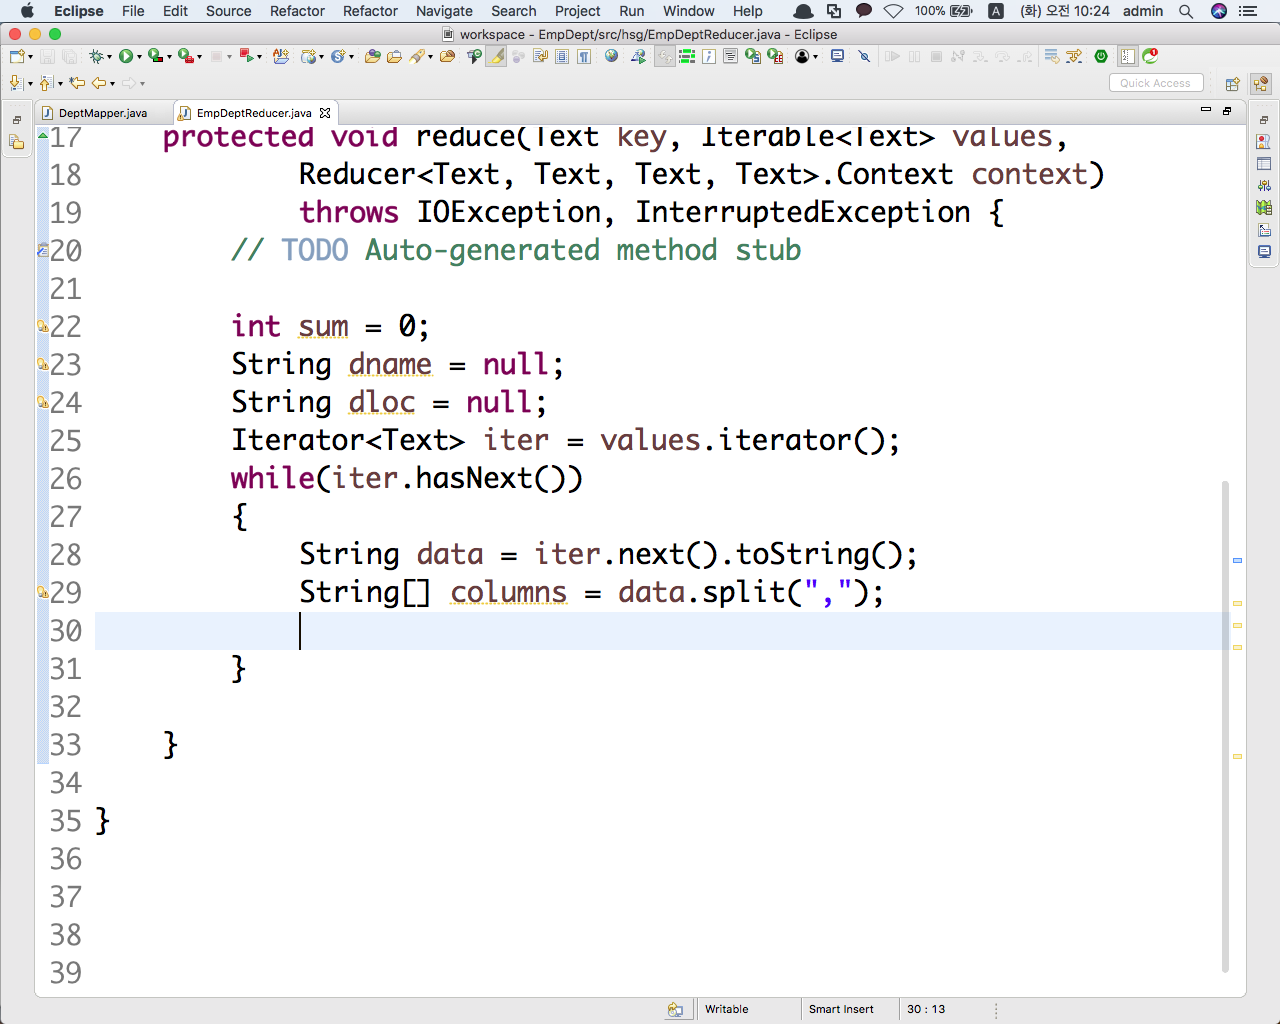 Eclipse File Edit Source Refactor Refactor Navigate Search Project Run Window Help 100% A (화) 오전 10:24 admin
workspace - EmpDept/src/hsg/EmpDeptReducer.java - Eclipse
Quick Access
DeptMapper.java EmpDeptReducer.java
17 protected void reduce(Text key, Iterable<Text> values,
18 Reducer<Text, Text, Text, Text>.Context context)
19 throws IOException, InterruptedException {
20 // TODO Auto-generated method stub
21
22 int sum = 0;
23 String dname = null;
24 String dloc = null;
25 Iterator<Text> iter = values.iterator();
26 while(iter.hasNext())
27 {
28 String data = iter.next().toString();
29 String[] columns = data.split(",");
30
31 }
32
33 }
34
35 }
36
37
38
39
Writable Smart Insert 30 : 13